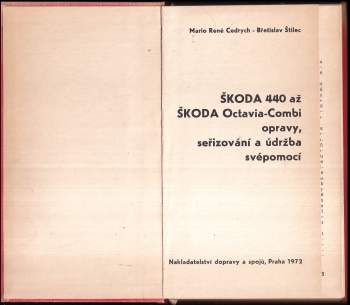 Mario René Cedrych - Břetislav Štilec
ŠKODA 440 až
ŠKODA Octavia-Combi
opravy,
seřizování a údržba
svépomocí
Nakladatelství dopravy a spojů, Praha 1972